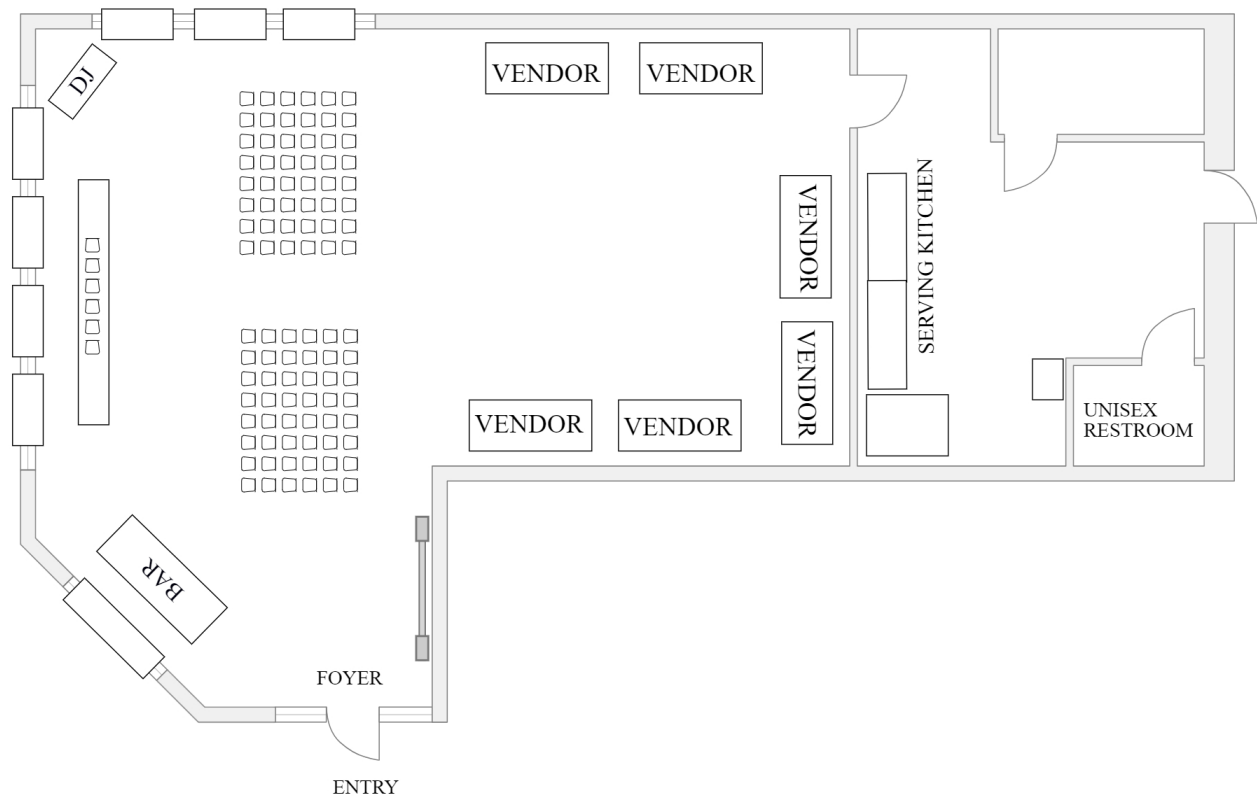 DJ
VENDOR
VENDOR
VENDOR
SERVING KITCHEN
VENDOR
VENDOR
VENDOR
UNISEX
RESTROOM
BAR
FOYER
ENTRY